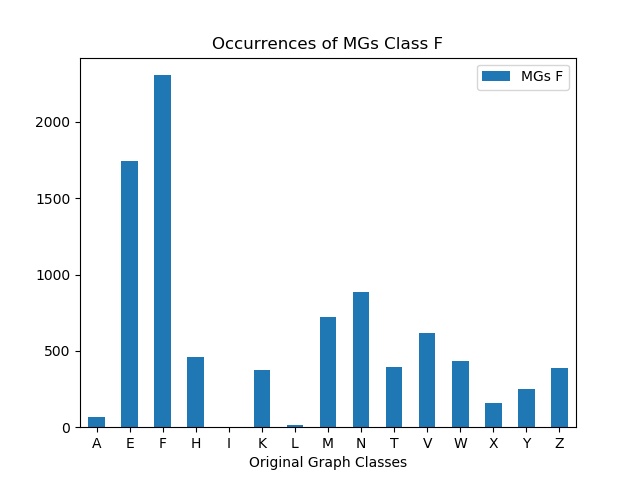 Occurrences of MGs Class F
MGs F
2000
1500
1000
500
0
A E F H I K L M N T V W X Y Z
Original Graph Classes